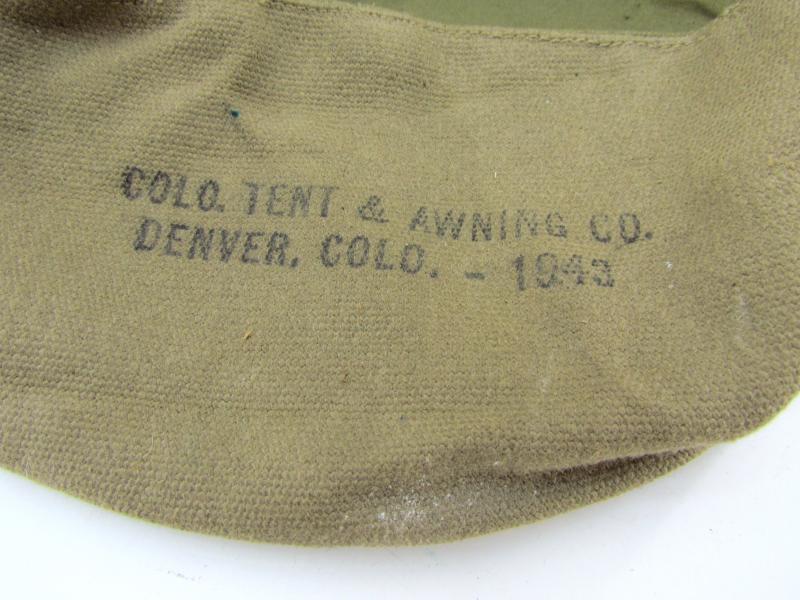 COLO. TENT & AWNING CO.
DENVER, COLO. - 1943